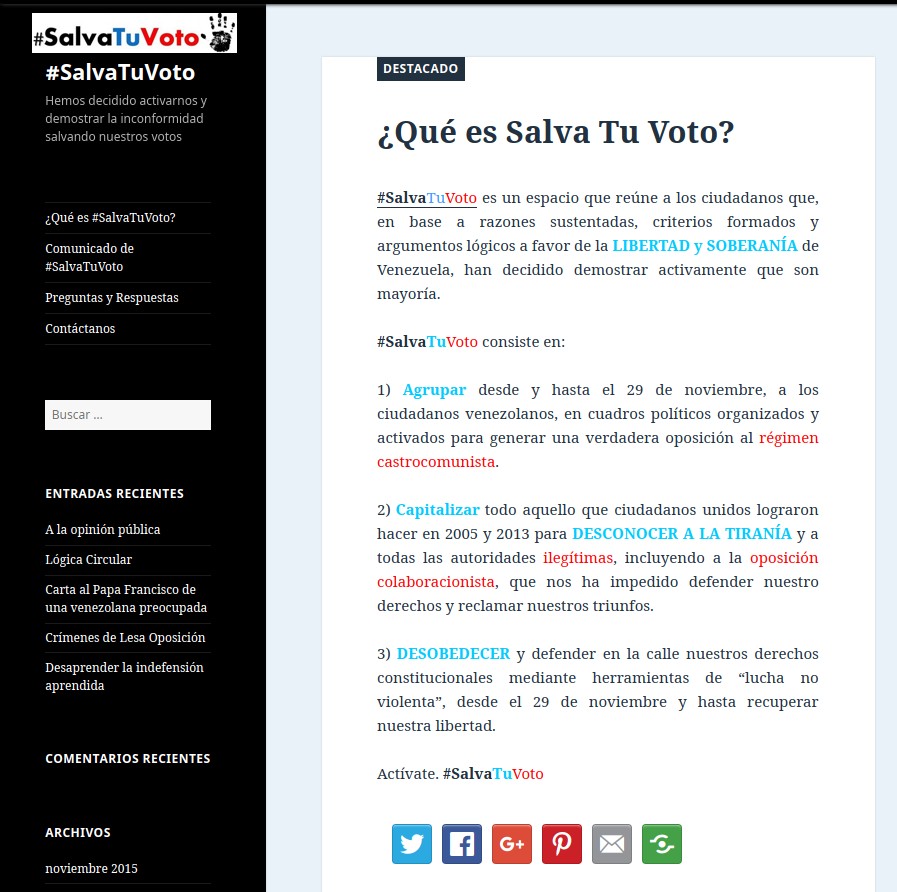 #SalvaTuVoto
#SalvaTuVoto
Hemos decidido activarnos y
demostrar la inconformidad
salvando nuestros votos
¿Qué es #SalvaTuVoto?
Comunicado de
#SalvaTuVoto
Preguntas y Respuestas
Contáctanos
Buscar ...
ENTRADAS RECIENTES
A la opinión pública
Lógica Circular
Carta al Papa Francisco de
una venezolana preocupada
Crímenes de Lesa Oposición
Desaprender la indefensión
aprendida
COMENTARIOS RECIENTES
ARCHIVOS
noviembre 2015
DESTACADO
¿Qué es Salva Tu Voto?
#SalvaTuVoto es un espacio que reúne a los ciudadanos que,
en base a razones sustentadas, criterios formados y
argumentos lógicos a favor de la LIBERTAD y SOBERANÍA de
Venezuela, han decidido demostrar activamente que son
mayoría.
#SalvaTuVoto consiste en:
1) Agrupar desde y hasta el 29 de noviembre, a los
ciudadanos venezolanos, en cuadros políticos organizados y
activados para generar una verdadera oposición al régimen
castrocomunista.
2) Capitalizar todo aquello que ciudadanos unidos lograron
hacer en 2005 y 2013 para DESCONOCER A LA TIRANÍA y a
todas las autoridades ilegítimas, incluyendo a la oposición
colaboracionista, que nos ha impedido defender nuestro
derechos y reclamar nuestros triunfos.
3) DESOBEDECER y defender en la calle nuestros derechos
constitucionales mediante herramientas de “lucha no
violenta”, desde el 29 de noviembre y hasta recuperar
nuestra libertad.
Actívate. #SalvaTuVoto
G+